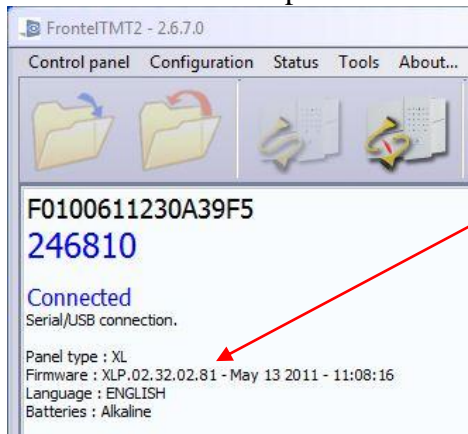 FrontelTMT2 - 2.6.7.0
Control panel Configuration Status Tools About...
F0100611230A39F5
246810
Connected
Serial/USB connection.
Panel type : XL
Firmware : XLP.02.32.02.81 - May 13 2011 - 11:08:16
Language : ENGLISH
Batteries : Alkaline